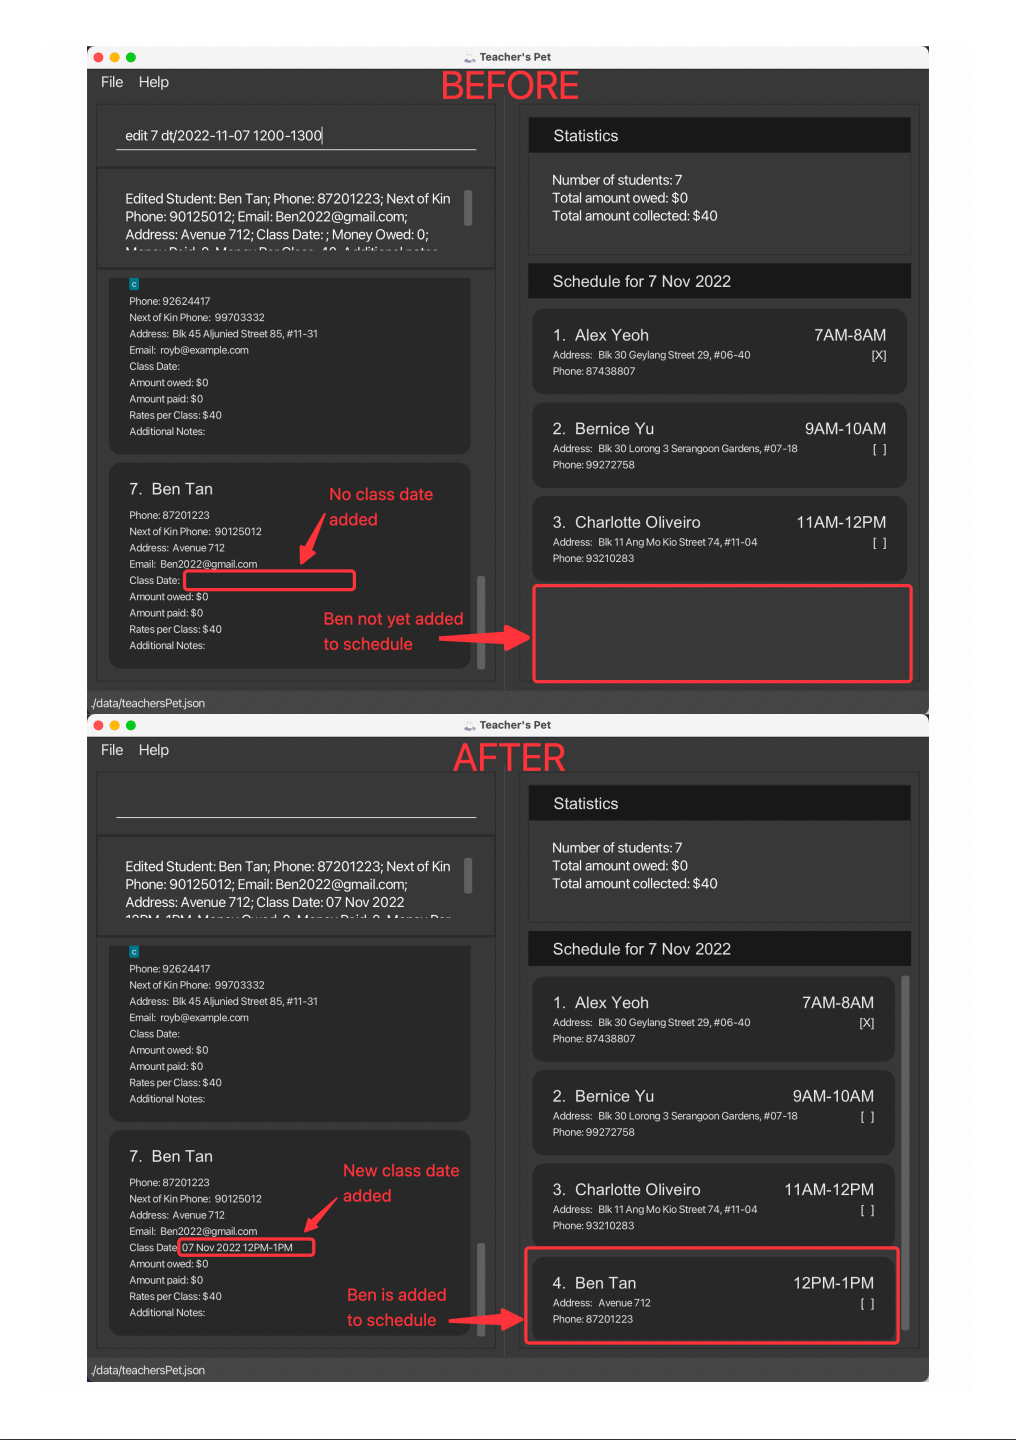 Teacher's Pet
File Help
BEFORE
edit 7 dt/2022-11-07 1200-1300
Edited Student: Ben Tan; Phone: 87201223; Next of Kin
Phone: 90125012; Email: Ben2022@gmail.com;
Address: Avenue 712; Class Date: ; Money Owed: 0;
Money Paid: 0; Money Per Class: 40; Additional notes
c
Phone: 92624417
Next of Kin Phone: 99703332
Address: Blk 45 Aljunied Street 85, #11-31
Email: royb@example.com
Class Date:
Amount owed: $0
Amount paid: $0
Rates per Class: $40
Additional Notes:
7. Ben Tan
Phone: 87201223
Next of Kin Phone: 90125012
Address: Avenue 712
Email: Ben2022@gmail.com
Class Date:
Amount owed: $0
Amount paid: $0
Rates per Class: $40
Additional Notes:
No class date
added
Ben not yet added
to schedule
Statistics
Number of students: 7
Total amount owed: $0
Total amount collected: $40
Schedule for 7 Nov 2022
1. Alex Yeoh 7AM-8AM
Address: Blk 30 Geylang Street 29, #06-40 [X]
Phone: 87438807
2. Bernice Yu 9AM-10AM
Address: Blk 30 Lorong 3 Serangoon Gardens, #07-18 [ ]
Phone: 99272758
3. Charlotte Oliveiro 11AM-12PM
Address: Blk 11 Ang Mo Kio Street 74, #11-04 [ ]
Phone: 93210283
./data/teachersPet.json
Teacher's Pet
File Help
AFTER
Edited Student: Ben Tan; Phone: 87201223; Next of Kin
Phone: 90125012; Email: Ben2022@gmail.com;
Address: Avenue 712; Class Date: 07 Nov 2022
12PM-1PM; Money Owed: 0; Money Paid: 0; Money Per
c
Phone: 92624417
Next of Kin Phone: 99703332
Address: Blk 45 Aljunied Street 85, #11-31
Email: royb@example.com
Class Date:
Amount owed: $0
Amount paid: $0
Rates per Class: $40
Additional Notes:
7. Ben Tan
Phone: 87201223
Next of Kin Phone: 90125012
Address: Avenue 712
Email: Ben2022@gmail.com
Class Date: 07 Nov 2022 12PM-1PM
Amount owed: $0
Amount paid: $0
Rates per Class: $40
Additional Notes:
New class date
added
Ben is added
to schedule
Statistics
Number of students: 7
Total amount owed: $0
Total amount collected: $40
Schedule for 7 Nov 2022
1. Alex Yeoh 7AM-8AM
Address: Blk 30 Geylang Street 29, #06-40 [X]
Phone: 87438807
2. Bernice Yu 9AM-10AM
Address: Blk 30 Lorong 3 Serangoon Gardens, #07-18 [ ]
Phone: 99272758
3. Charlotte Oliveiro 11AM-12PM
Address: Blk 11 Ang Mo Kio Street 74, #11-04 [ ]
Phone: 93210283
4. Ben Tan 12PM-1PM
Address: Avenue 712 [ ]
Phone: 87201223
./data/teachersPet.json